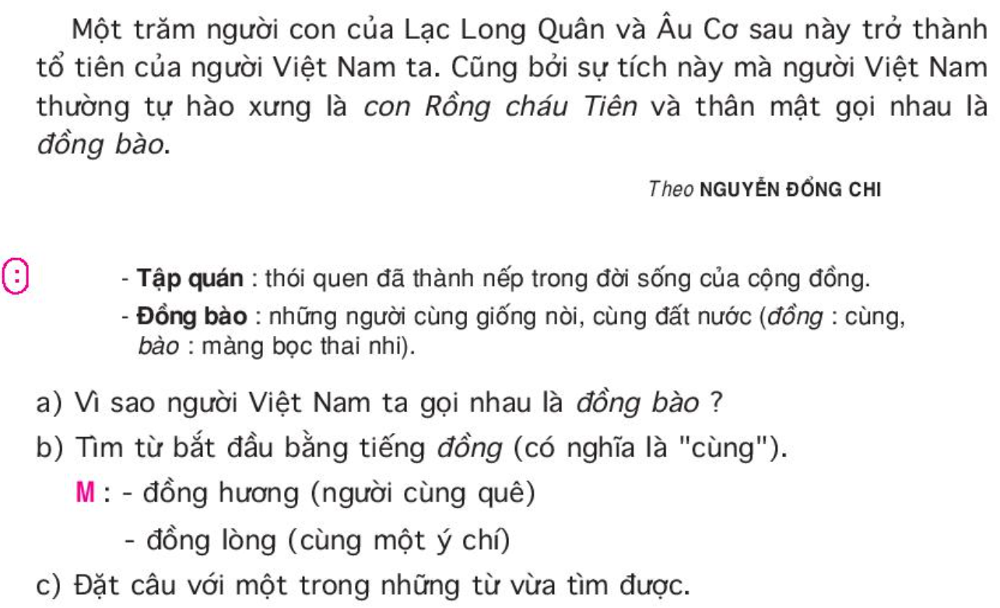 Một trăm người con của Lạc Long Quân và Âu Cơ sau này trở thành
tổ tiên của người Việt Nam ta. Cũng bởi sự tích này mà người Việt Nam
thường tự hào xưng là con Rồng cháu Tiên và thân mật gọi nhau là
đồng bào.
Theo NGUYỄN ĐỔNG CHI
:
- Tập quán : thói quen đã thành nếp trong đời sống của cộng đồng.
- Đồng bào : những người cùng giống nòi, cùng đất nước (đồng : cùng,
bào : màng bọc thai nhi).
a) Vì sao người Việt Nam ta gọi nhau là đồng bào ?
b) Tìm từ bắt đầu bằng tiếng đồng (có nghĩa là "cùng").
M : - đồng hương (người cùng quê)
- đồng lòng (cùng một ý chí)
c) Đặt câu với một trong những từ vừa tìm được.